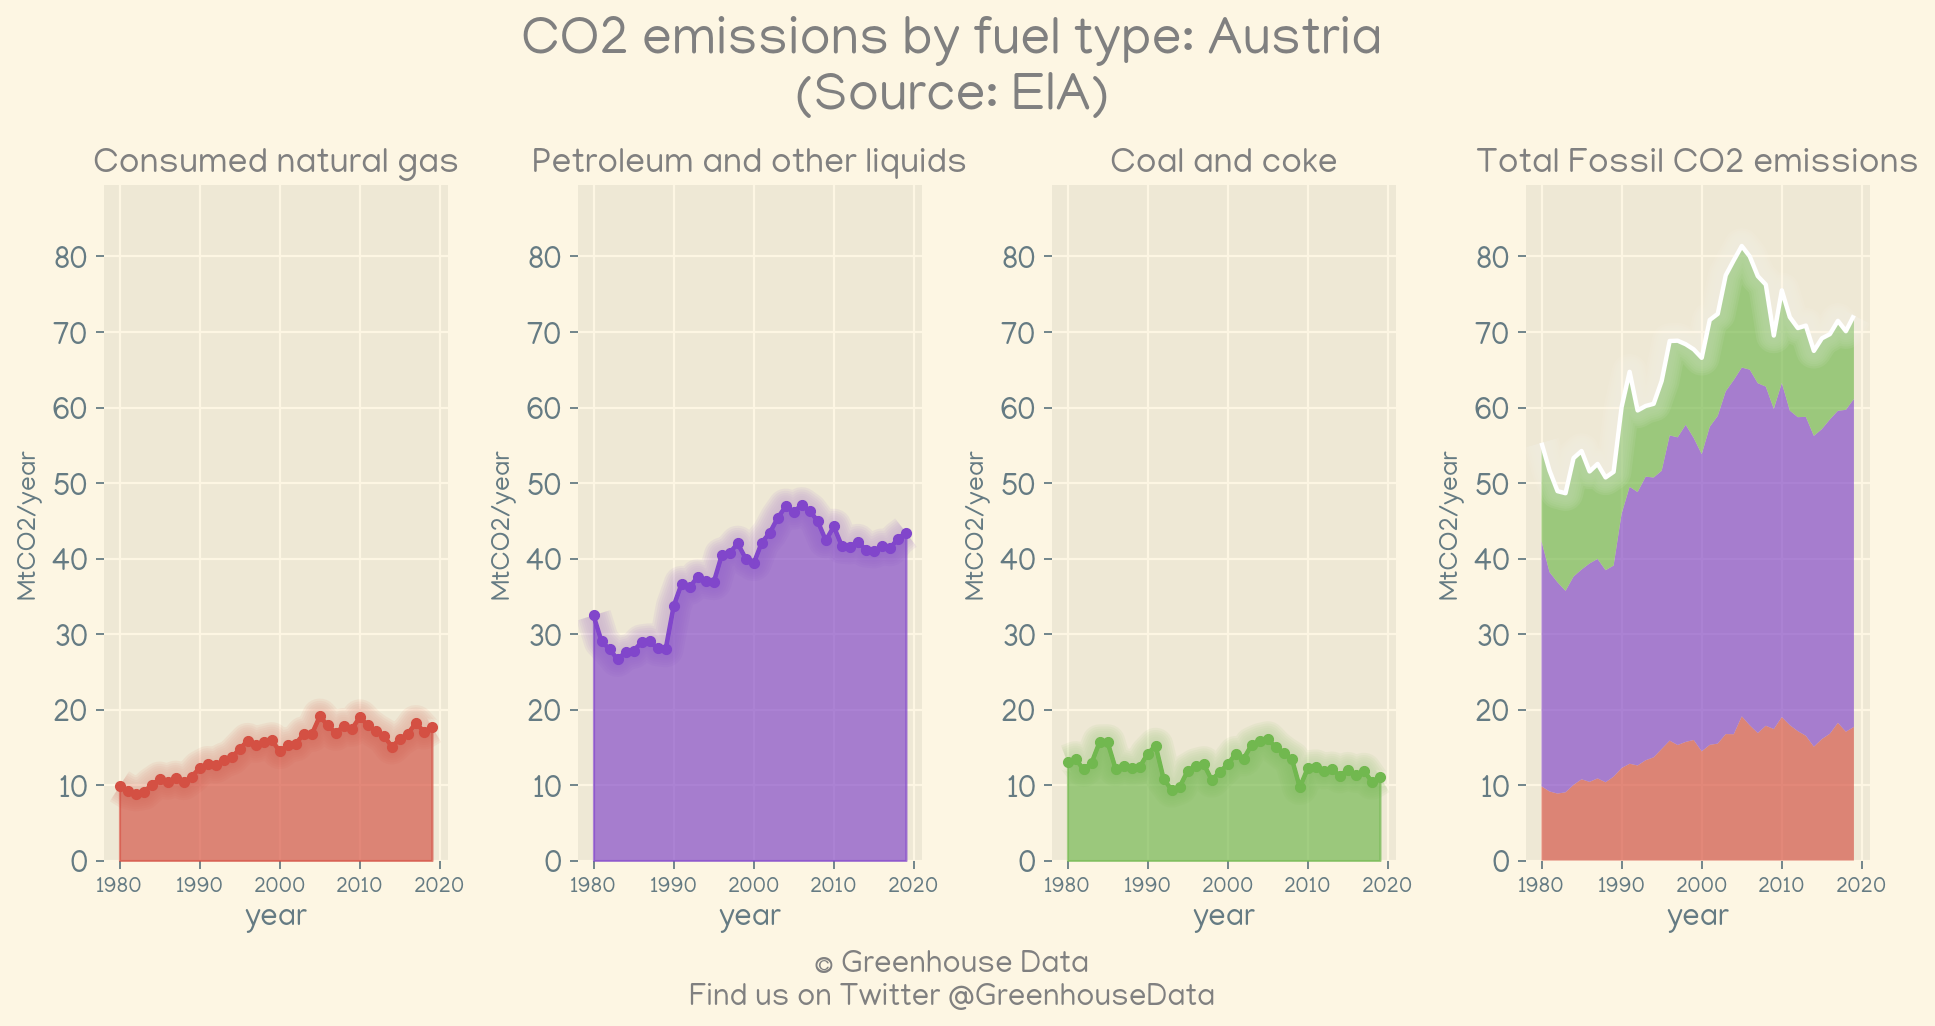 CO2 emissions by fuel type: Austria
(Source: EIA)
Consumed natural gas
Petroleum and other liquids
Coal and coke
Total Fossil CO2 emissions
MtCO2/year
80
70
60
50
40
30
20
10
0
1980 1990 2000 2010 2020
year
MtCO2/year
80
70
60
50
40
30
20
10
0
1980 1990 2000 2010 2020
year
MtCO2/year
80
70
60
50
40
30
20
10
0
1980 1990 2000 2010 2020
year
MtCO2/year
80
70
60
50
40
30
20
10
0
1980 1990 2000 2010 2020
year
© Greenhouse Data
Find us on Twitter @GreenhouseData